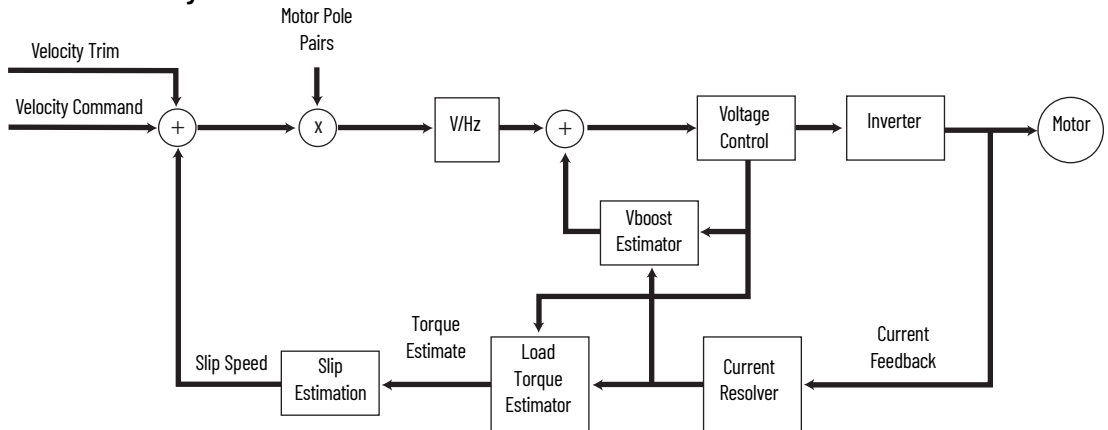 Motor Pole
Pairs
Velocity Trim
Velocity Command
+
x
V/Hz
+
Voltage
Control
Inverter
Motor
Vboost
Estimator
Torque
Estimate
Slip Speed
Slip
Estimation
Load
Torque
Estimator
Current
Resolver
Current
Feedback